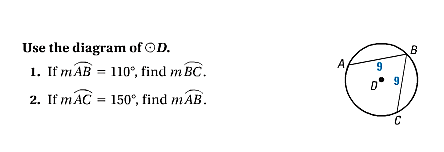 Use the diagram of ⊙D.
1. If m⌢AB = 110°, find m⌢BC.
2. If m⌢AC = 150°, find m⌢AB.
A
B
9
D
9
C